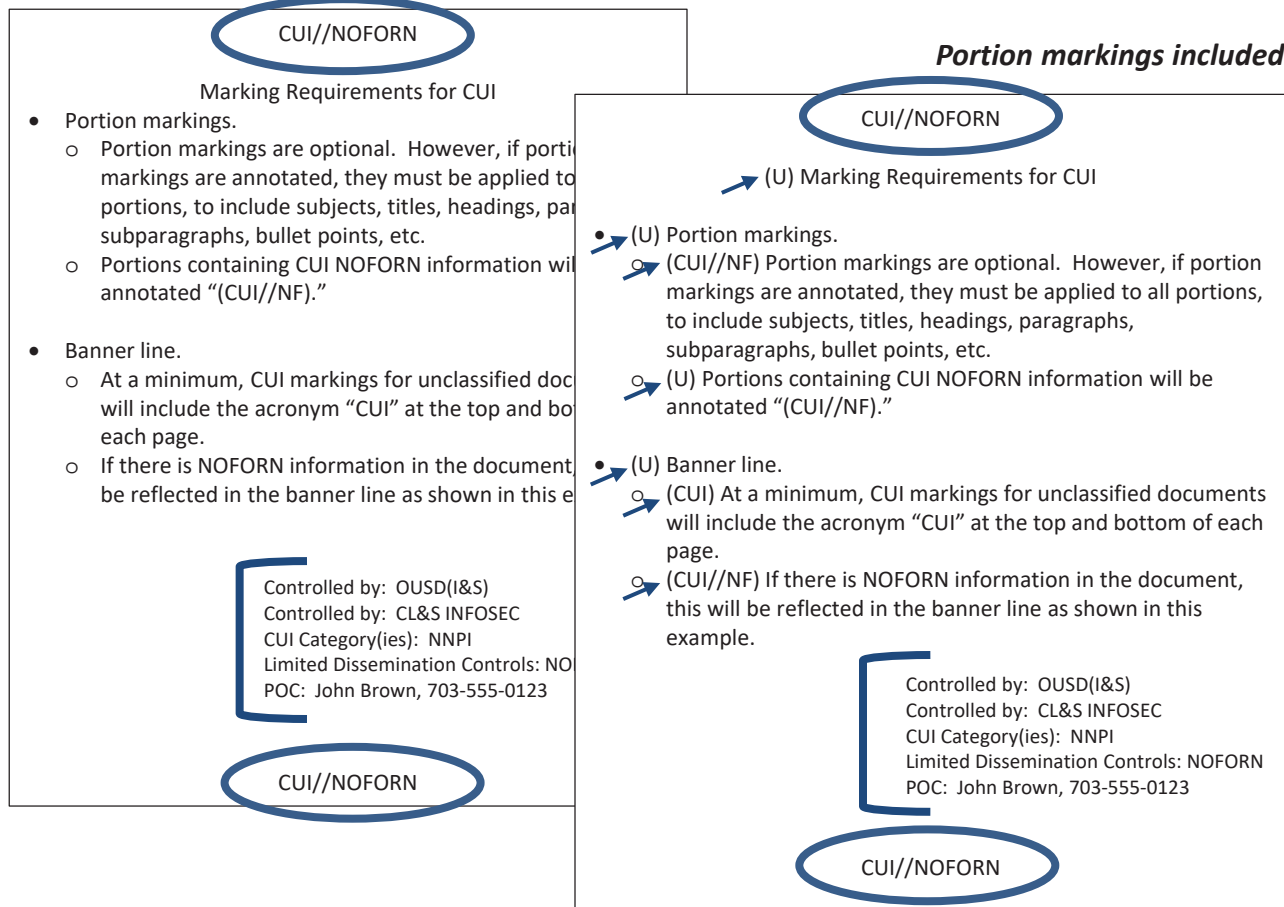 CUI//NOFORN
Marking Requirements for CUI
• Portion markings.
o Portion markings are optional. However, if porti
markings are annotated, they must be applied to
portions, to include subjects, titles, headings, par
subparagraphs, bullet points, etc.
o Portions containing CUI NOFORN information wil
annotated “(CUI//NF).”
• Banner line.
o At a minimum, CUI markings for unclassified docu
will include the acronym “CUI” at the top and bot
each page.
o If there is NOFORN information in the document,
be reflected in the banner line as shown in this e
Controlled by: OUSD(I&S)
Controlled by: CL&S INFOSEC
CUI Category(ies): NNPI
Limited Dissemination Controls: NO
POC: John Brown, 703-555-0123
CUI//NOFORN
Portion markings included
CUI//NOFORN
(U) Marking Requirements for CUI
• (U) Portion markings.
o (CUI//NF) Portion markings are optional. However, if portion
markings are annotated, they must be applied to all portions,
to include subjects, titles, headings, paragraphs,
subparagraphs, bullet points, etc.
o (U) Portions containing CUI NOFORN information will be
annotated “(CUI//NF).”
• (U) Banner line.
o (CUI) At a minimum, CUI markings for unclassified documents
will include the acronym “CUI” at the top and bottom of each
page.
o (CUI//NF) If there is NOFORN information in the document,
this will be reflected in the banner line as shown in this
example.
Controlled by: OUSD(I&S)
Controlled by: CL&S INFOSEC
CUI Category(ies): NNPI
Limited Dissemination Controls: NOFORN
POC: John Brown, 703-555-0123
CUI//NOFORN